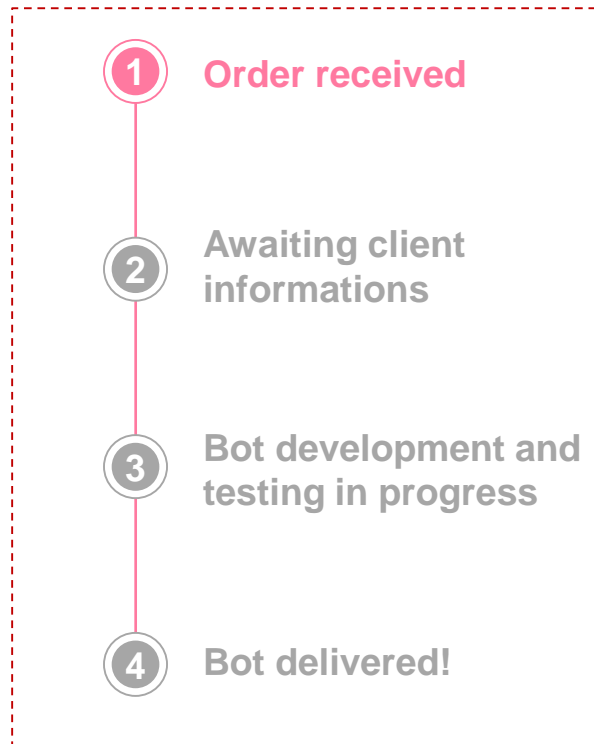 1 Order received
2 Awaiting client
informations
3 Bot development and
testing in progress
4 Bot delivered!